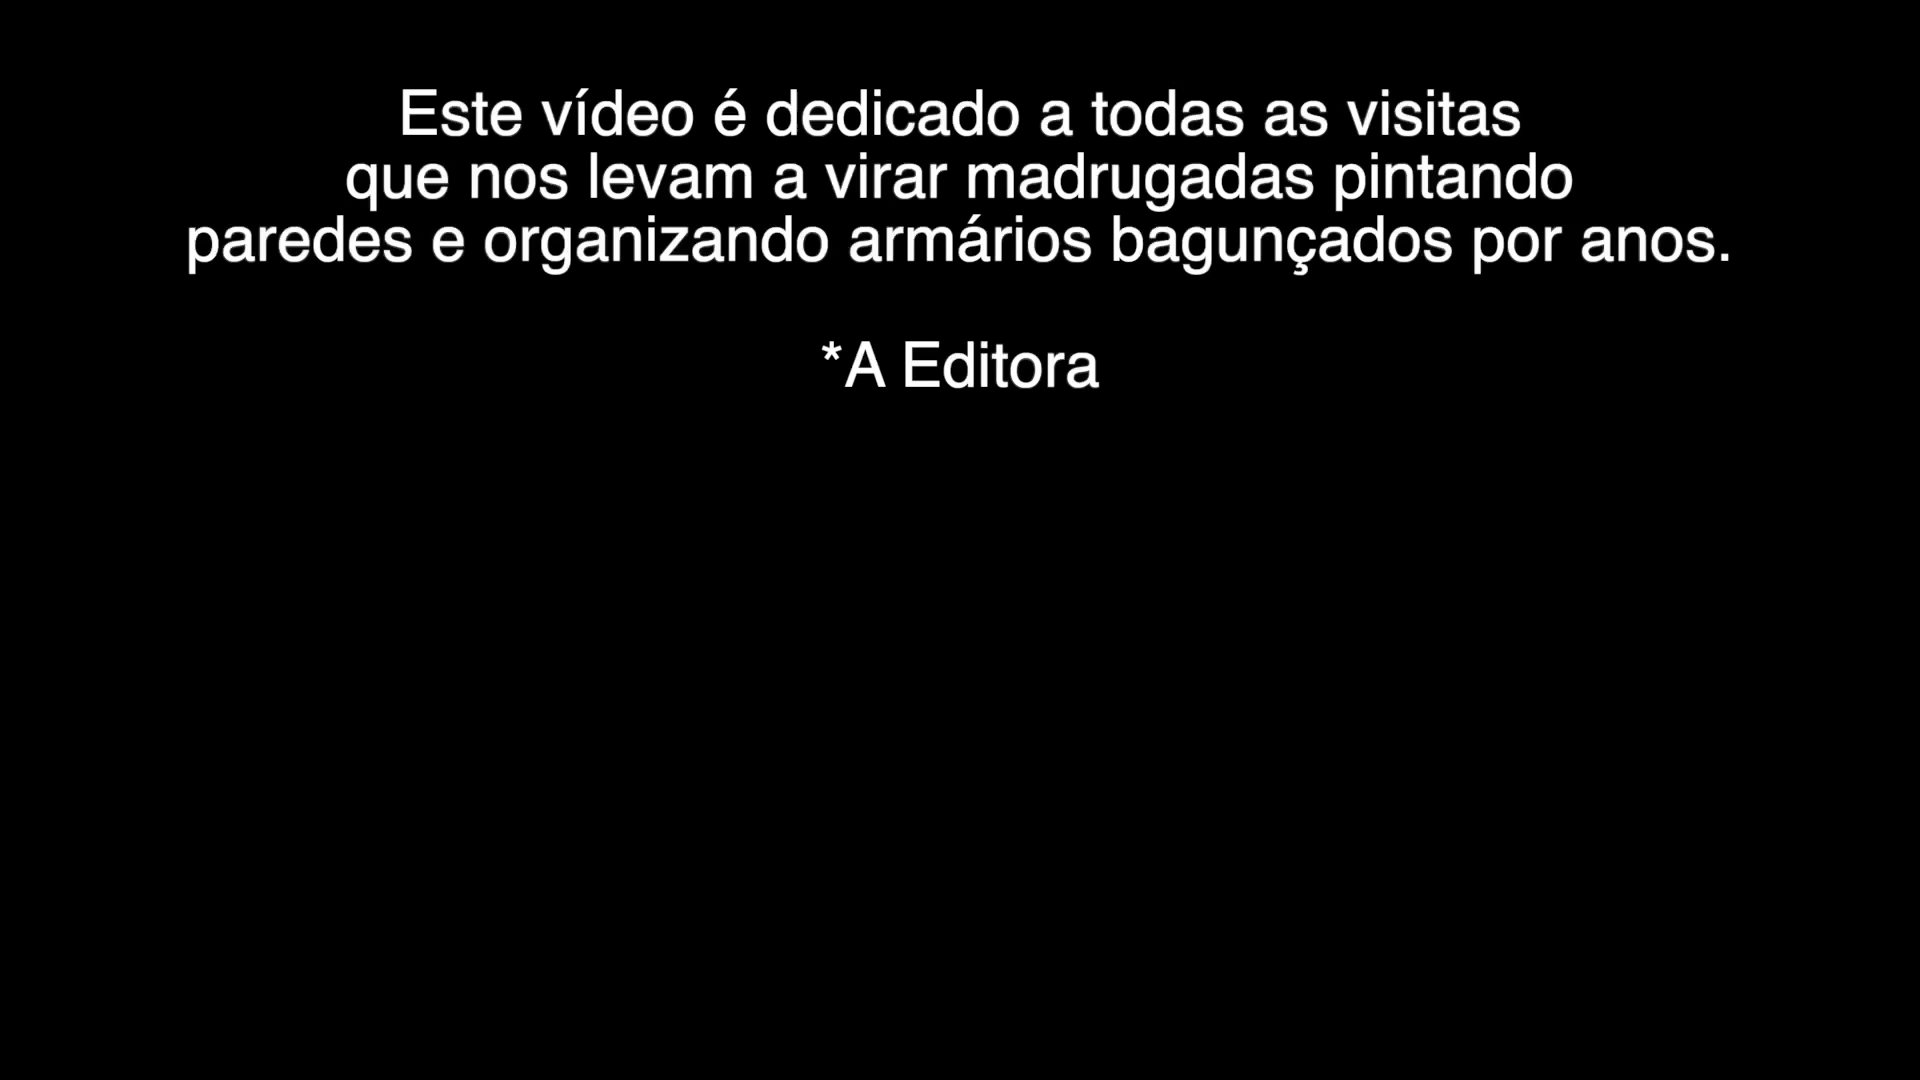 Este vídeo é dedicado a todas as visitas
que nos levam a virar madrugadas pintando
paredes e organizando armários bagunçados por anos.
*A Editora